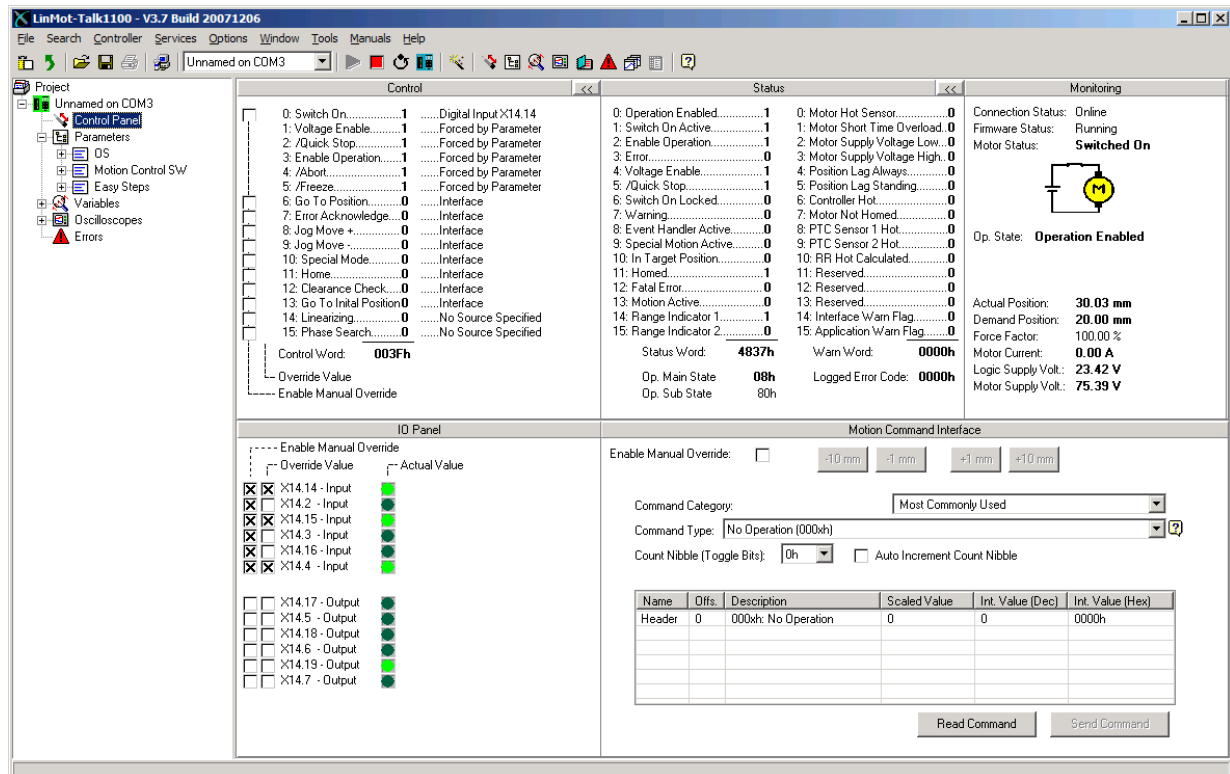 LinMot-Talk1100 - V3.7 Build 20071206
File Search Controller Services Options Window Tools Manuals Help
Unnamed on COM3
Project
Unnamed on COM3
Control Panel
Parameters
OS
Motion Control SW
Easy Steps
Variables
Oscilloscopes
Errors
Control <<
0: Switch On.........1 .....Digital Input X14.14
1: Voltage Enable.........1 .....Forced by Parameter
2: /Quick Stop............1 .....Forced by Parameter
3: Enable Operation......1 .....Forced by Parameter
4: /Abort....................1 .....Forced by Parameter
5: /Freeze...................1 .....Forced by Parameter
6: Go To Position........0 .....Interface
7: Error Acknowledge....0 .....Interface
8: Jog Move +............0 .....Interface
9: Jog Move -............0 .....Interface
10: Special Mode........0 .....Interface
11: Home..................0 .....Interface
12: Clearance Check....0 .....Interface
13: Go To Inital Position0 .....Interface
14: Linearizing.............0 .....No Source Specified
15: Phase Search........0 .....No Source Specified
Control Word: 003Fh
Override Value
Enable Manual Override
Status <<
0: Operation Enabled........1
1: Switch On Active..........1
2: Enable Operation..........1
3: Error..........................0
4: Voltage Enable.............1
5: /Quick Stop.................1
6: Switch On Locked.........0
7: Warning......................0
8: Event Handler Active.....0
9: Special Motion Active....0
10: In Target Position........0
11: Homed......................1
12: Fatal Error..................0
13: Motion Active..............0
14: Range Indicator 1........1
15: Range Indicator 2........0
Status Word: 4837h
Op. Main State 08h
Op. Sub State 80h
0: Motor Hot Sensor............0
1: Motor Short Time Overload..0
2: Motor Supply Voltage Low...0
3: Motor Supply Voltage High..0
4: Position Lag Always..........0
5: Position Lag Standing........0
6: Controller Hot..................0
7: Motor Not Homed.............0
8: PTC Sensor 1 Hot............0
9: PTC Sensor 2 Hot............0
10: RR Hot Calculated..........0
11: Reserved......................0
12: Reserved......................0
13: Reserved......................0
14: Interface Warn Flag........0
15: Application Warn Flag......0
Warn Word: 0000h
Logged Error Code: 0000h
Monitoring
Connection Status: Online
Firmware Status: Running
Motor Status: Switched On
M
Op. State: Operation Enabled
Actual Position: 30.03 mm
Demand Position: 20.00 mm
Force Factor: 100.00 %
Motor Current: 0.00 A
Logic Supply Volt.: 23.42 V
Motor Supply Volt.: 75.39 V
IO Panel
Enable Manual Override
Override Value Actual Value
X14.14 - Input
X14.2 - Input
X14.15 - Input
X14.3 - Input
X14.16 - Input
X14.4 - Input
X14.17 - Output
X14.5 - Output
X14.18 - Output
X14.6 - Output
X14.19 - Output
X14.7 - Output
Motion Command Interface
Enable Manual Override: -10 mm -1 mm +1 mm +10 mm
Command Category: Most Commonly Used
Command Type: No Operation (000xh)
Count Nibble (Toggle Bits): 0h Auto Increment Count Nibble
Name Offs. Description Scaled Value Int. Value (Dec) Int. Value (Hex)
Header 0 000xh: No Operation 0 0 0000h
Read Command Send Command